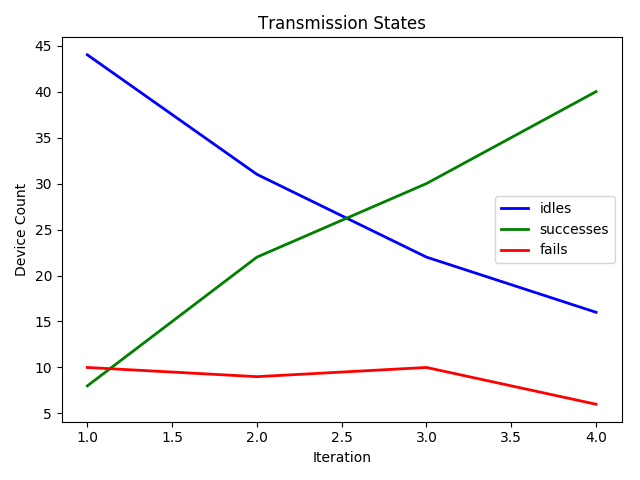 Transmission States
45
40
35
30
25
20
15
10
5
Device Count
idles
successes
fails
1.0 1.5 2.0 2.5 3.0 3.5 4.0
Iteration